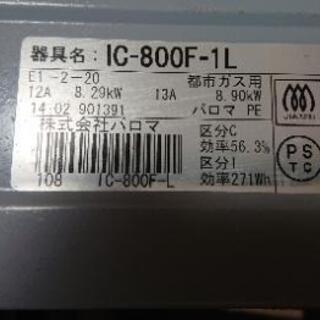 器具名：IC-800F-1L
E1-2-20 都市ガス用
12A 8.29kW 13A 8.90kW
14.02 901391 パロマ PE
株式会社パロマ
区分C
効率56.3%
区分I
108 IC-800F-L 効率271Wh
PS
TG